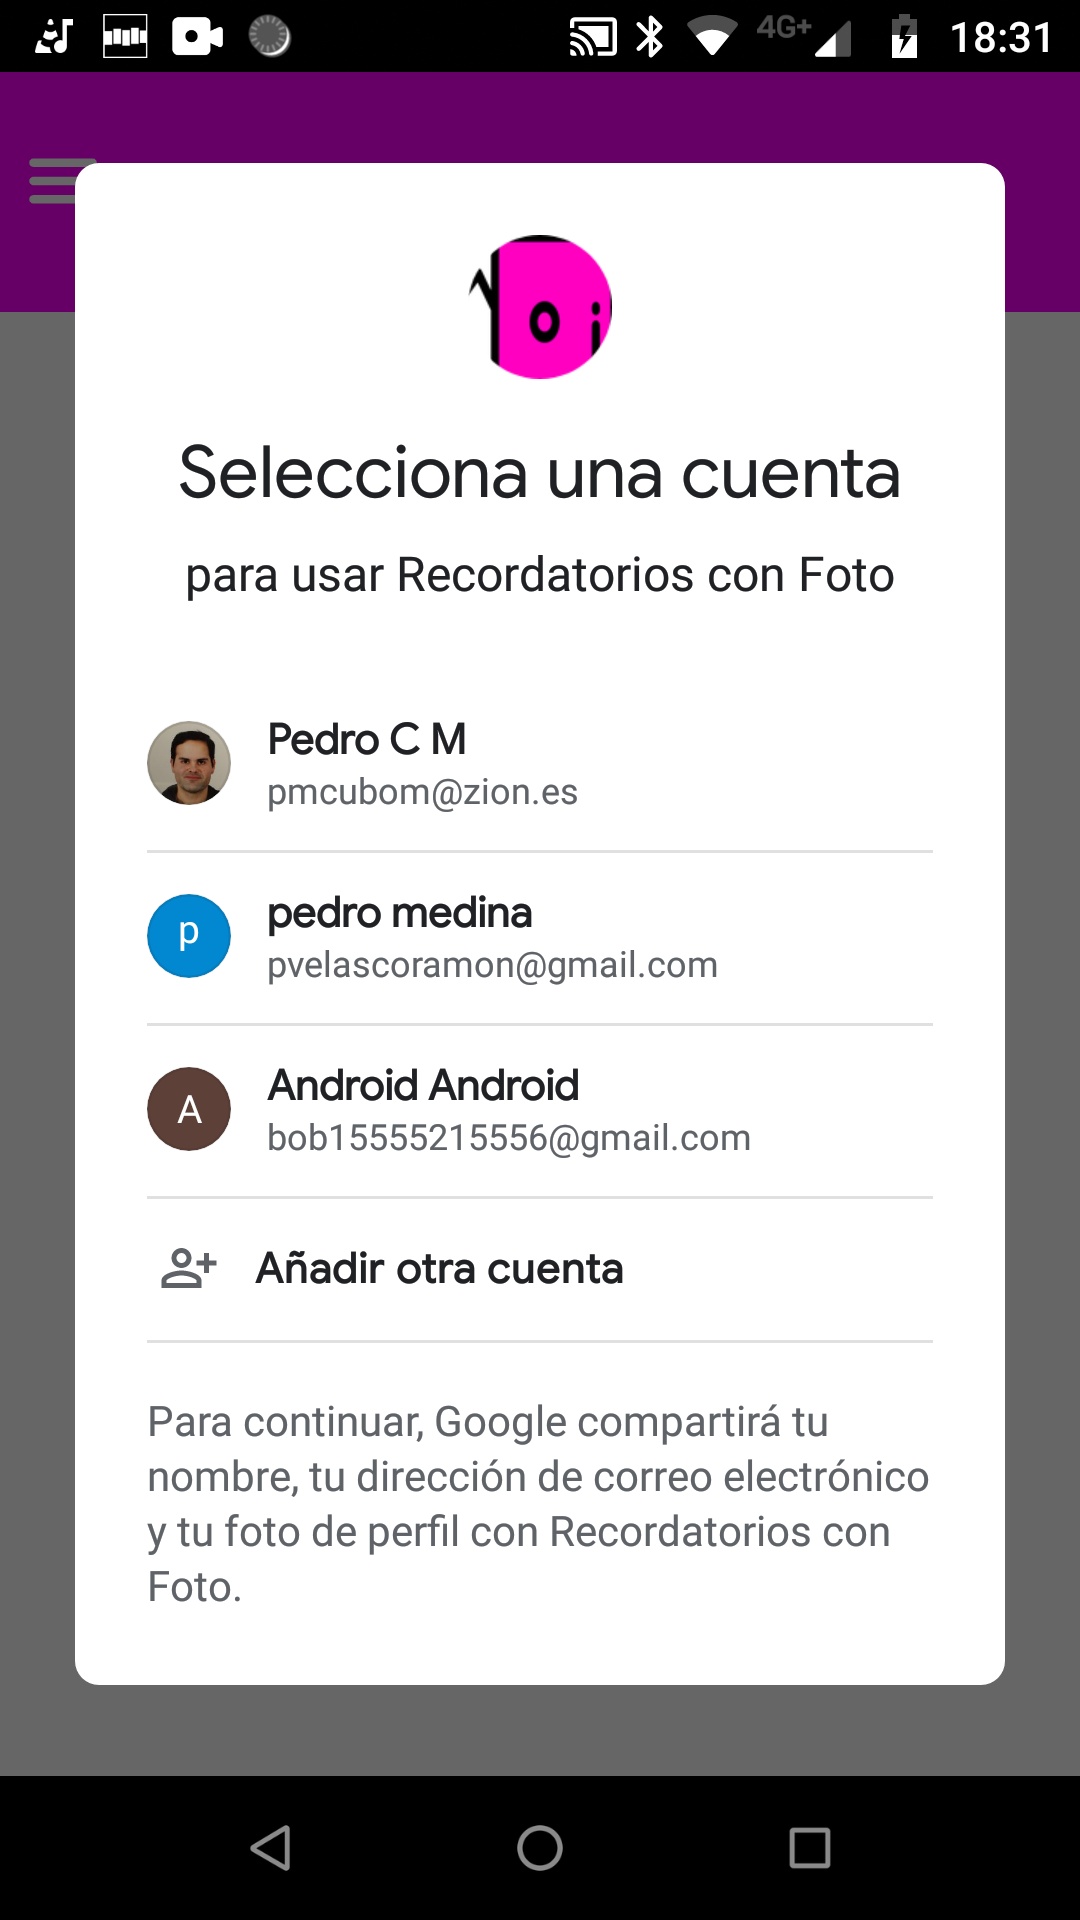 4G+ 18:31
oi
Selecciona una cuenta
para usar Recordatorios con Foto
Pedro C M
pmcubom@zion.es
p
pedro medina
pvelascoramon@gmail.com
A
Android Android
bob15555215556@gmail.com
Añadir otra cuenta
Para continuar, Google compartirá tu
nombre, tu dirección de correo electrónico
y tu foto de perfil con Recordatorios con
Foto.